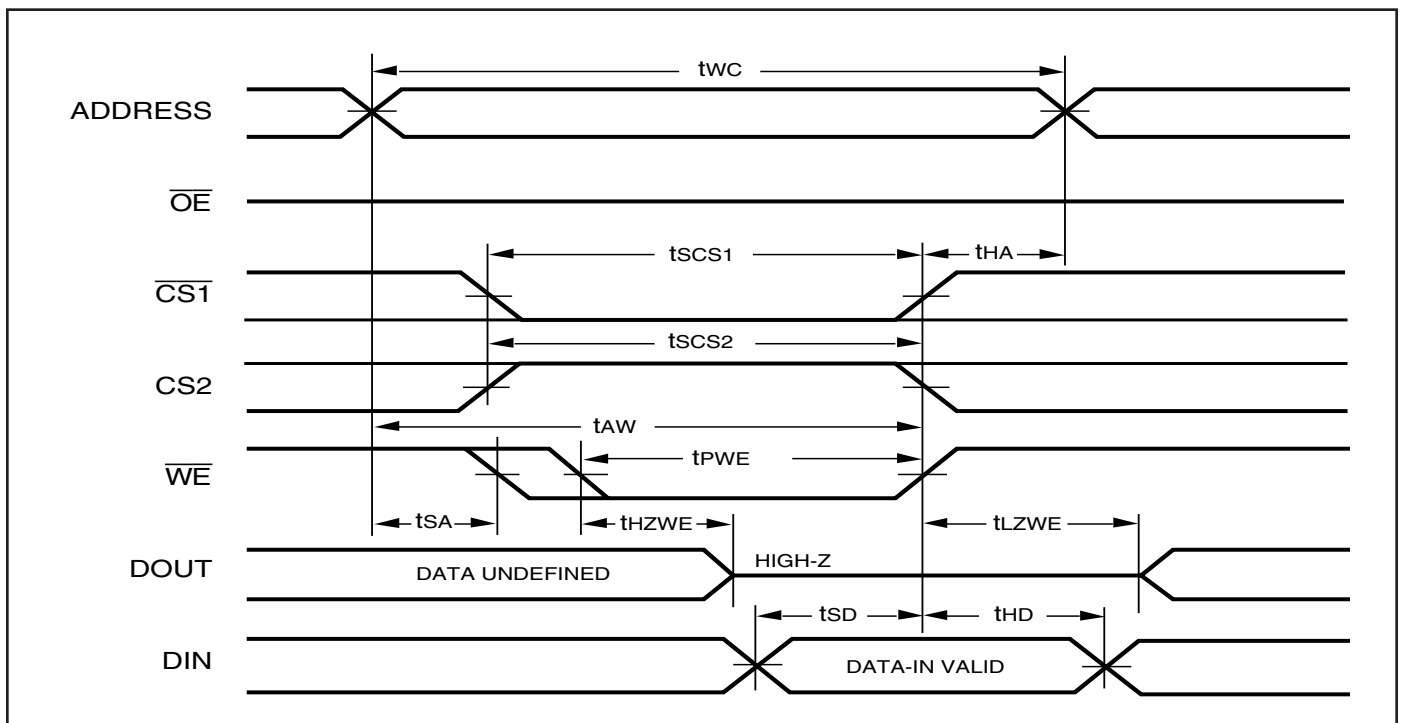 tWC
ADDRESS
OE
tSCS1
tHA
CS1
tSCS2
CS2
tAW
WE
tPWE
tSA
tHZWE
tLZWE
DOUT
DATA UNDEFINED
HIGH-Z
tSD
tHD
DIN
DATA-IN VALID